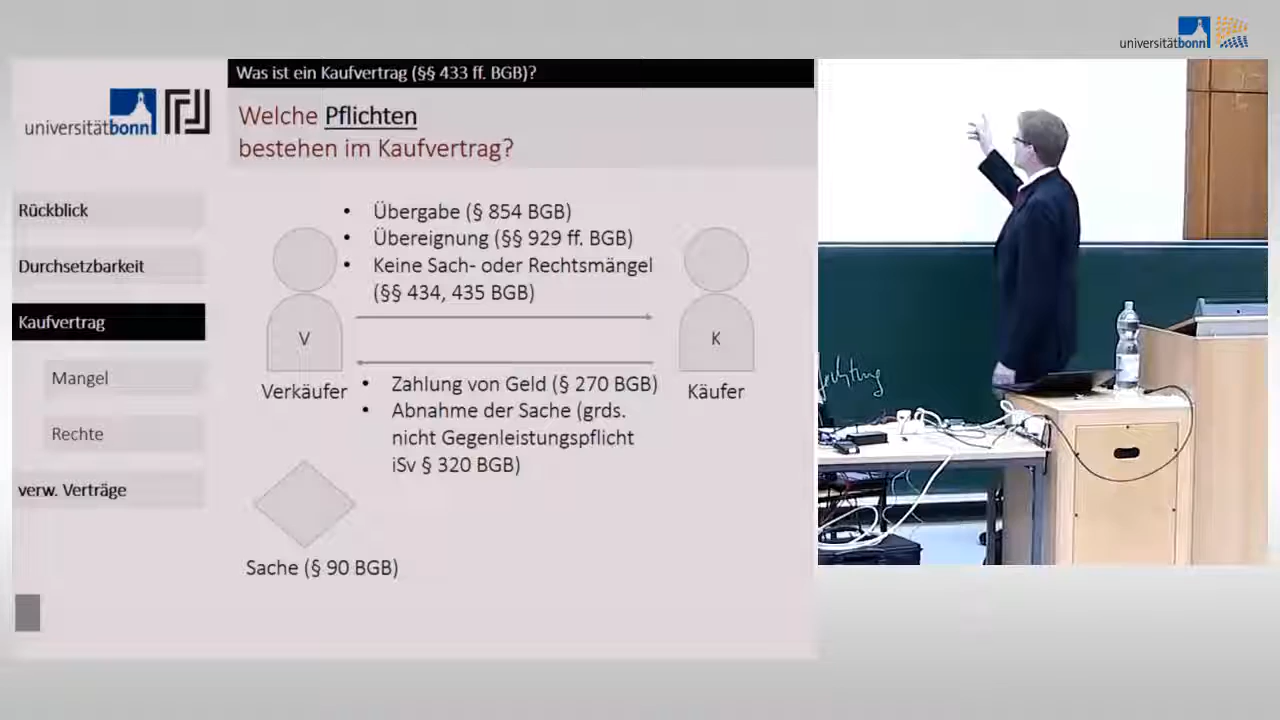 universitätbonn
Was ist ein Kaufvertrag (§§ 433 ff. BGB)?
universitätbonn
Welche Pflichten
bestehen im Kaufvertrag?
Rückblick
Durchsetzbarkeit
Kaufvertrag
Mangel
Rechte
verw. Verträge
• Übergabe (§ 854 BGB)
• Übereignung (§§ 929 ff. BGB)
• Keine Sach- oder Rechtsmängel
(§§ 434, 435 BGB)
V
K
Verkäufer
Käufer
• Zahlung von Geld (§ 270 BGB)
• Abnahme der Sache (grds.
nicht Gegenleistungspflicht
iSv § 320 BGB)
Sache (§ 90 BGB)